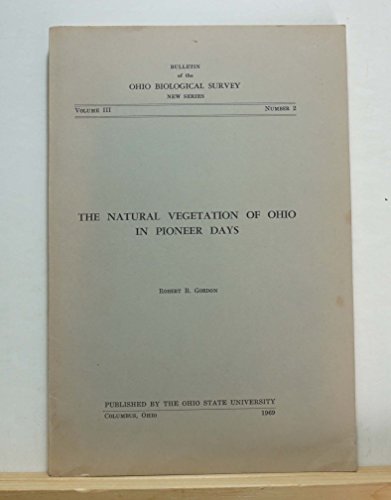 BULLETIN
of the
OHIO BIOLOGICAL SURVEY
NEW SERIES
VOLUME III NUMBER 2
THE NATURAL VEGETATION OF OHIO
IN PIONEER DAYS
ROBERT B. GORDON
PUBLISHED BY THE OHIO STATE UNIVERSITY
COLUMBUS, OHIO 1969